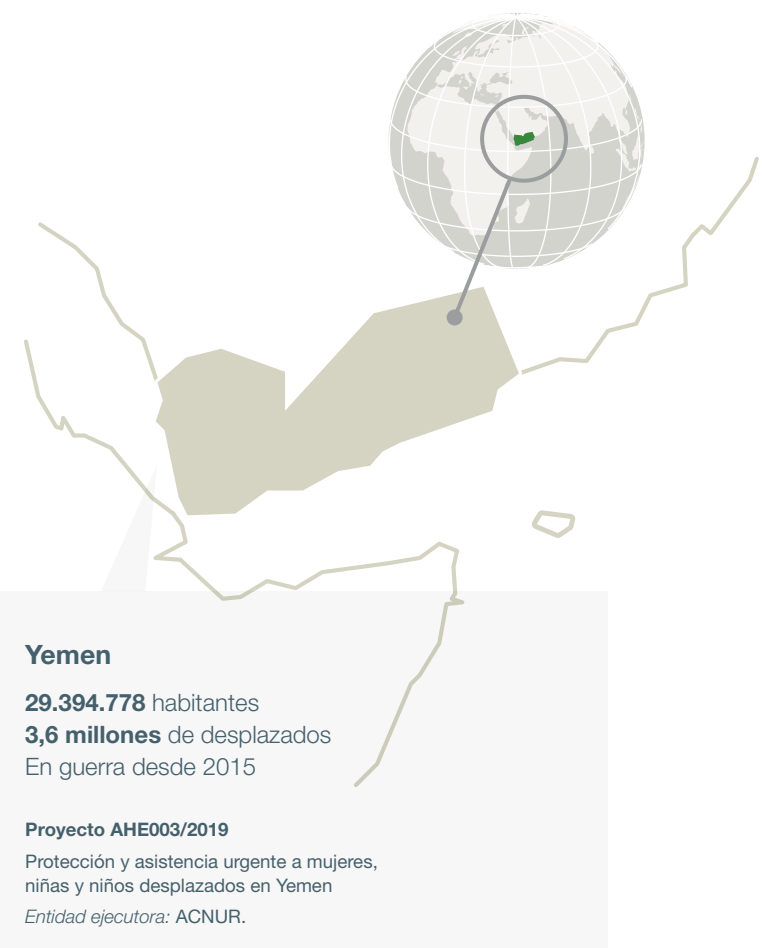 Yemen
29.394.778 habitantes
3,6 millones de desplazados
En guerra desde 2015
Proyecto AHE003/2019
Protección y asistencia urgente a mujeres,
niñas y niños desplazados en Yemen
Entidad ejecutora: ACNUR.